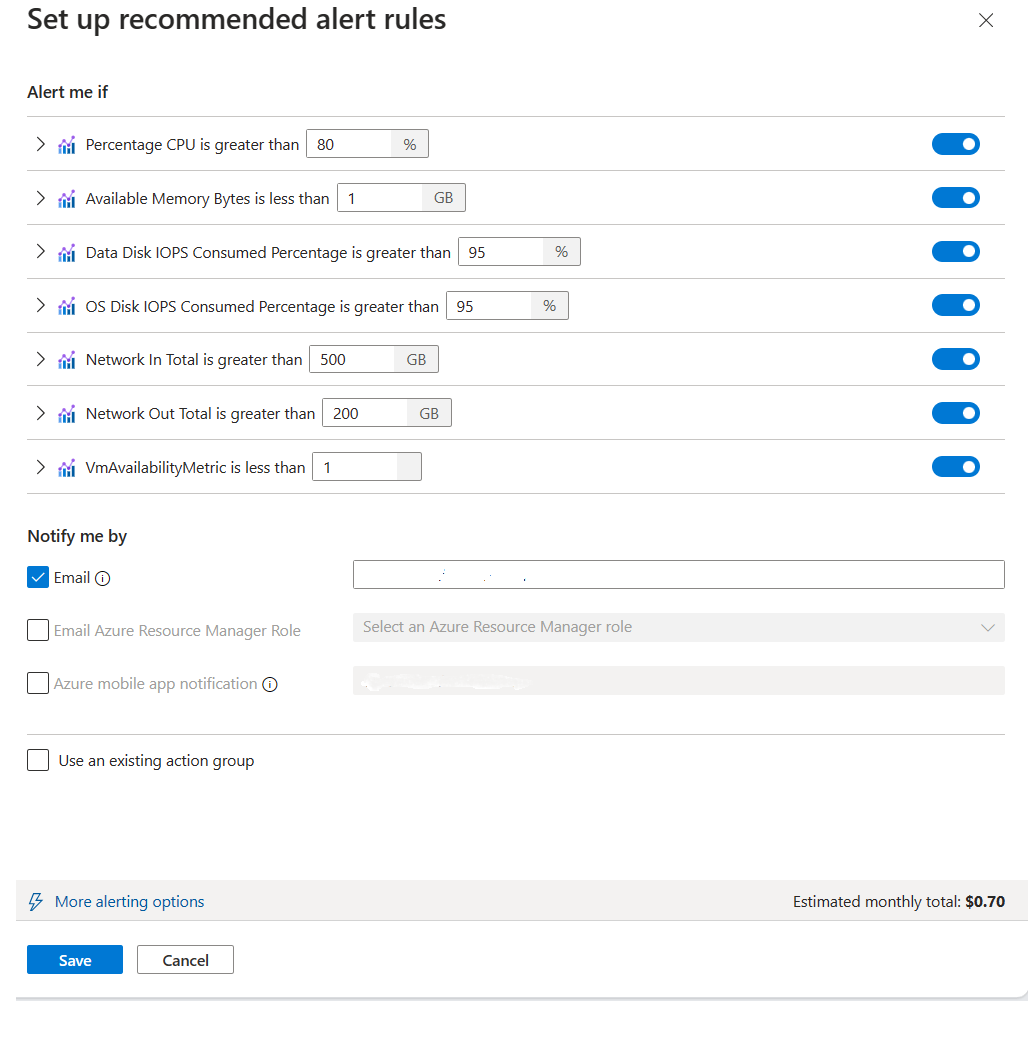 Set up recommended alert rules
Alert me if
Percentage CPU is greater than 80 %
Available Memory Bytes is less than 1 GB
Data Disk IOPS Consumed Percentage is greater than 95 %
OS Disk IOPS Consumed Percentage is greater than 95 %
Network In Total is greater than 500 GB
Network Out Total is greater than 200 GB
VmAvailabilityMetric is less than 1
Notify me by
Email
Email Azure Resource Manager Role Select an Azure Resource Manager role
Azure mobile app notification
Use an existing action group
More alerting options Estimated monthly total: $0.70
Save Cancel